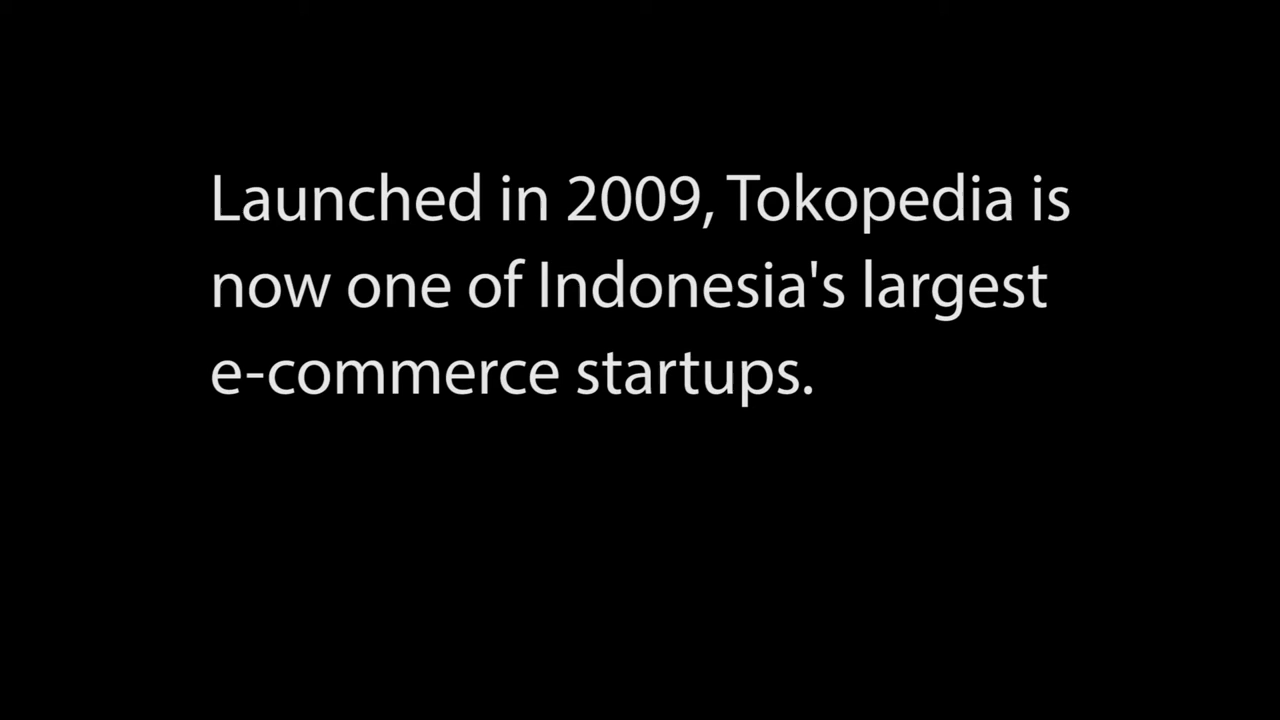 Launched in 2009, Tokopedia is
now one of Indonesia's largest
e-commerce startups.